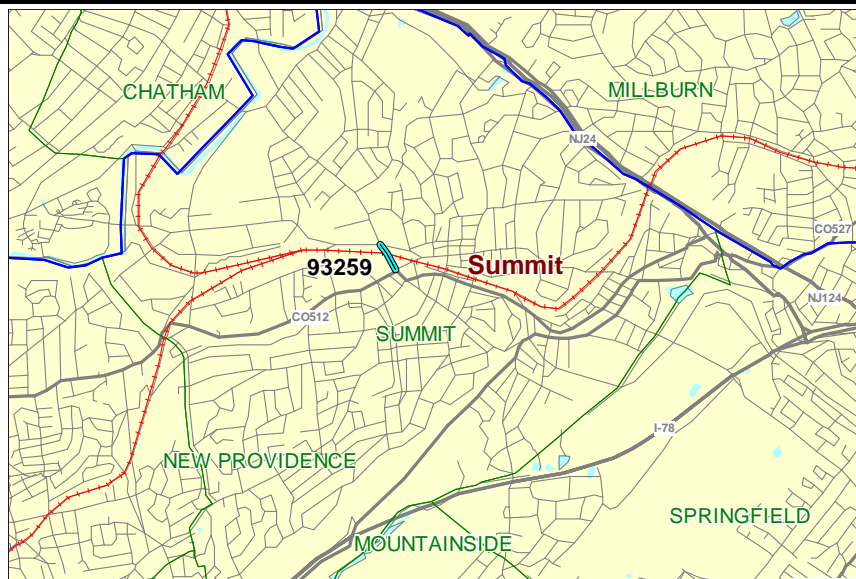 CHATHAM
MILLBURN
NJ24
CO527
93259
Summit
NJ124
CO512
SUMMIT
I-78
NEW PROVIDENCE
SPRINGFIELD
MOUNTAINSIDE